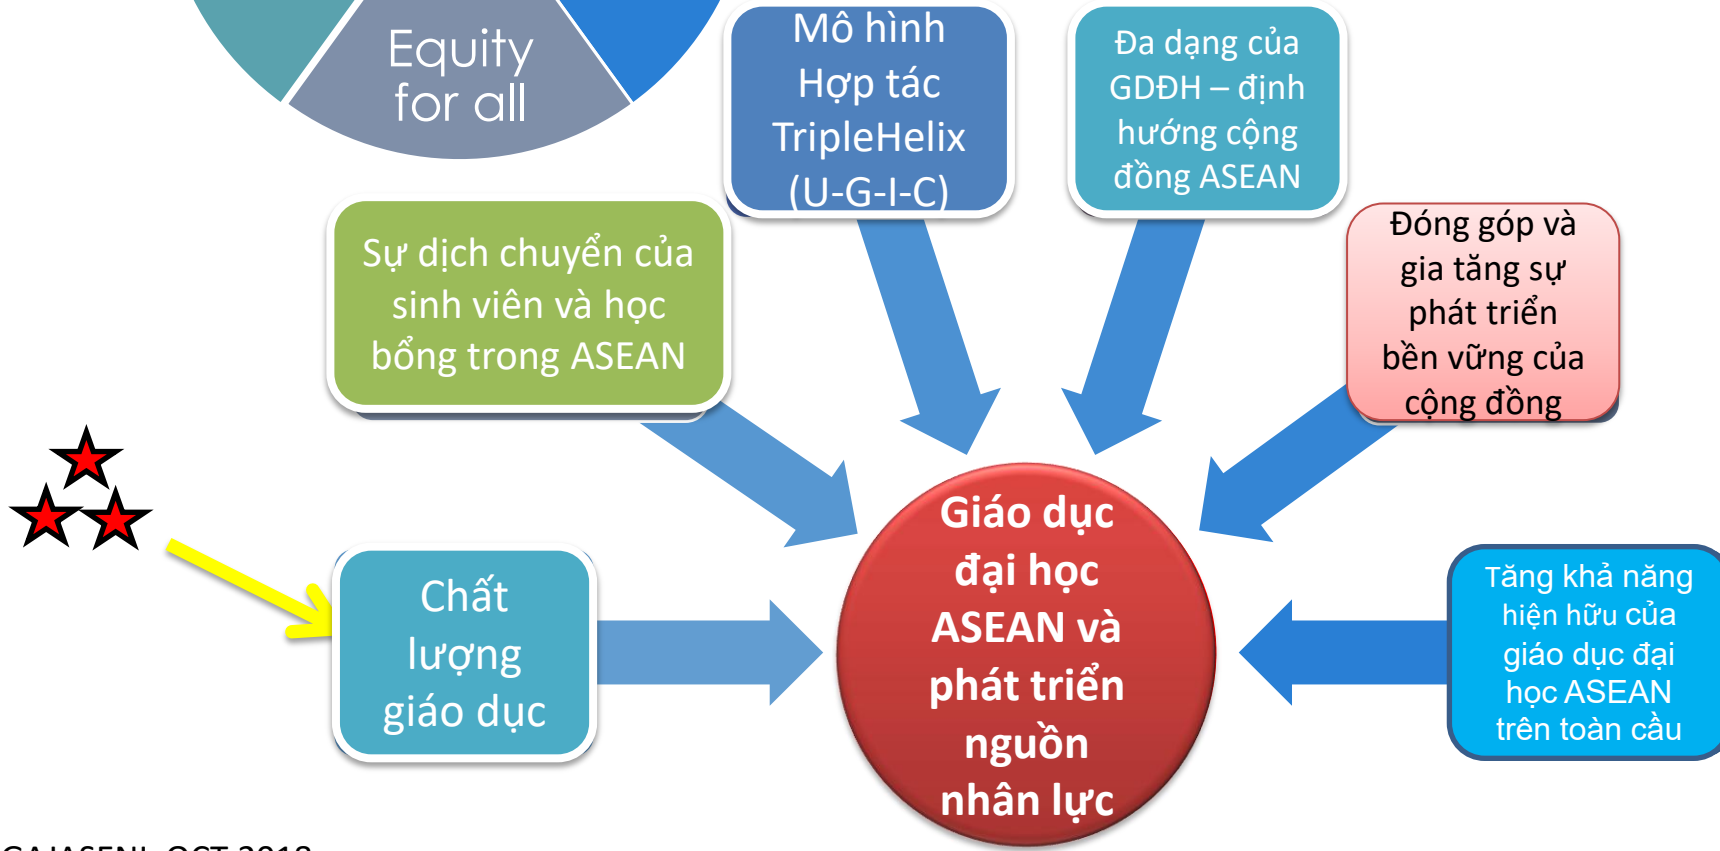 Equity
for all
Mô hình
Hợp tác
TripleHelix
(U-G-I-C)
Đa dạng của
GDĐH – định
hướng cộng
đồng ASEAN
Sự dịch chuyển của
sinh viên và học
bổng trong ASEAN
Đóng góp và
gia tăng sự
phát triển
bền vững của
cộng đồng
Chất
lượng
giáo dục
Giáo dục
đại học
ASEAN và
phát triển
nguồn
nhân lực
Tăng khả năng
hiện hữu của
giáo dục đại
học ASEAN
trên toàn cầu
OCT 2018